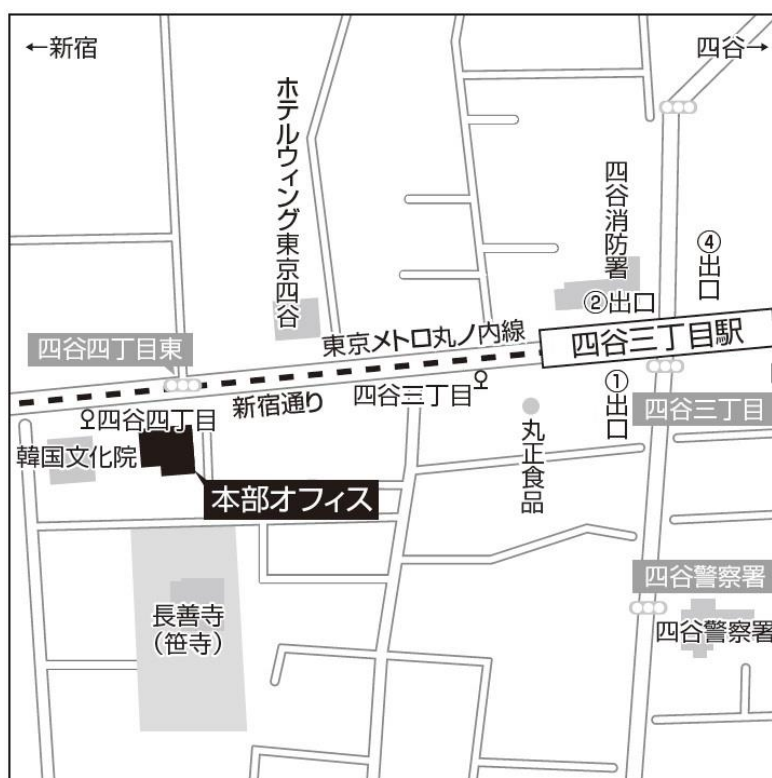 ←新宿
四谷→
ホテルウィング東京四谷
四谷消防署
④出口
②出口
四谷四丁目東
東京メトロ丸ノ内線
四谷三丁目駅
新宿通り
四谷三丁目
①出口
四谷三丁目
四谷四丁目
韓国文化院
丸正食品
本部オフィス
四谷警察署
長善寺
（笹寺）
四谷警察署